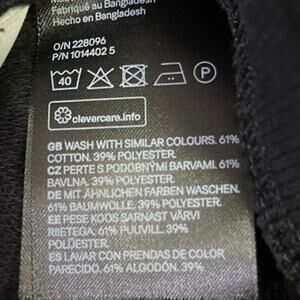 Fabriqué au Bangladesh
Hecho en Bangladesh
O/N 228096
P/N 1014402 5
40
P
clevercare.info
GB WASH WITH SIMILAR COLOURS. 61%
COTTON. 39% POLYESTER.
CZ PERTE S PODOBNÝMI BARVAMI. 61%
BAVLNA. 39% POLYESTER.
DE MIT ÄHNLICHEN FARBEN WASCHEN.
61% BAUMWOLLE. 39% POLYESTER.
EE PESE KOOS SARNAST VÄRVI
RIIETEGA. 61% PUUVILL. 39%
POLÜESTER.
ES LAVAR CON PRENDAS DE COLOR
PARECIDO. 61% ALGODÓN. 39%